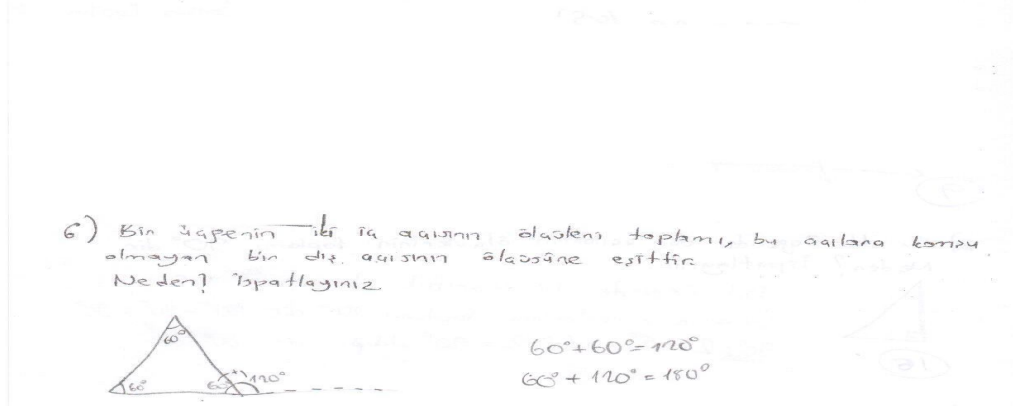 6) Bir üçgenin iki iç açısının ölçüleri toplamı, bu açılara komşu
olmayan bir dış açısının ölçüsüne eşittir.
Neden? İspatlayınız
60°
60° 60° 120°
60°+60°=120°
60° + 120° = 180°